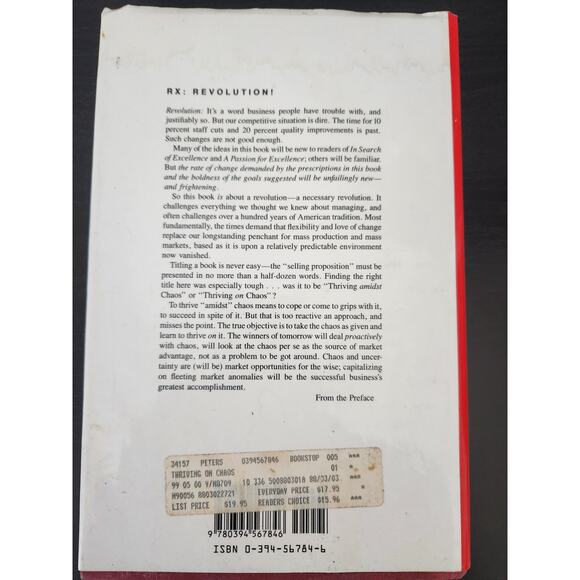 RX: REVOLUTION!
Revolution: It's a word business people have trouble with, and
justifiably so. But our competitive situation is dire. The time for 10
percent staff cuts and 20 percent quality improvements is past.
Such changes are not good enough.
Many of the ideas in this book will be new to readers of In Search
of Excellence and A Passion for Excellence; others will be familiar.
But the rate of change demanded by the prescriptions in this book
and the boldness of the goals suggested will be unfailingly new—
and frightening.
So this book is about a revolution—a necessary revolution. It
challenges everything we thought we knew about managing, and
often challenges over a hundred years of American tradition. Most
fundamentally, the times demand that flexibility and love of change
replace our longstanding penchant for mass production and mass
markets, based as it is upon a relatively predictable environment
now vanished.
Titling a book is never easy—the "selling proposition" must be
presented in no more than a half-dozen words. Finding the right
title here was especially tough . . . was it to be "Thriving amidst
Chaos" or "Thriving on Chaos"?
To thrive "amidst" chaos means to cope or come to grips with it,
to succeed in spite of it. But that is too reactive an approach, and
misses the point. The true objective is to take the chaos as given and
learn to thrive on it. The winners of tomorrow will deal proactively
with chaos, will look at the chaos per se as the source of market
advantage, not as a problem to be got around. Chaos and uncer-
tainty are (will be) market opportunities for the wise; capitalizing
on fleeting market anomalies will be the successful business's
greatest accomplishment.
From the Preface
34157 PETERS 0394567846 BOOKSTOP 005 ***
THRIVING ON CHAOS 01 *
99 05 00 Y/M8709 10 336 500880301A 88/33/03 ***
M90056 8803022721 EVERYDAY PRICE $17.95 *
LIST PRICE $19.95 READERS CHOICE $15.96 ***
9 780394 567846
ISBN 0-394-56784-6